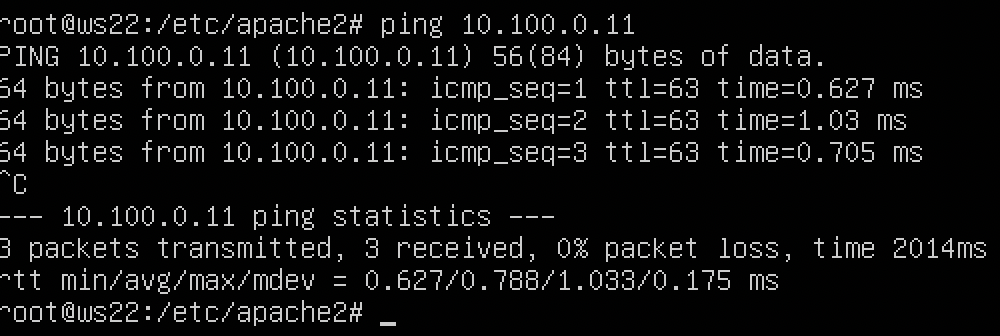 root@ws22:/etc/apache2# ping 10.100.0.11
PING 10.100.0.11 (10.100.0.11) 56(84) bytes of data.
64 bytes from 10.100.0.11: icmp_seq=1 ttl=63 time=0.627 ms
64 bytes from 10.100.0.11: icmp_seq=2 ttl=63 time=1.03 ms
64 bytes from 10.100.0.11: icmp_seq=3 ttl=63 time=0.705 ms
^C
--- 10.100.0.11 ping statistics ---
3 packets transmitted, 3 received, 0% packet loss, time 2014ms
rtt min/avg/max/mdev = 0.627/0.788/1.033/0.175 ms
root@ws22:/etc/apache2# _